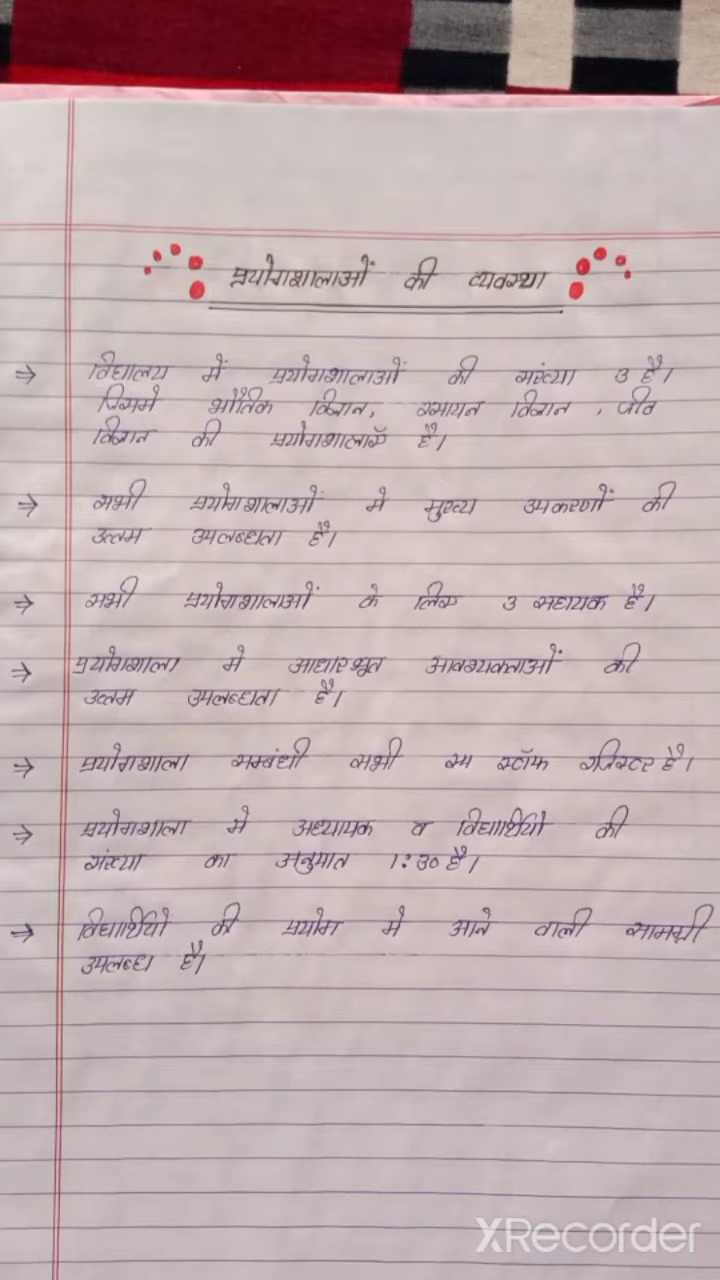 प्रयोगशालाओं की व्यवस्था
⇒ विद्यालय में प्रयोगशालाओं की संख्या 3 है।
जिसमे भौतिक विज्ञान, रसायन विज्ञान, जीव
विज्ञान की प्रयोगशालाएँ है।
⇒ सभी प्रयोगशालाओं मे मुख्य उपकरणों की
उत्तम उपलब्धता है।
⇒ सभी प्रयोगशालाओं के लिए 3 सहायक है।
⇒ प्रयोगशाला मे आधारभूत आवश्यकताओं की
उत्तम उपलब्धता है।
⇒ प्रयोगशाला सम्बंधी सभी स्टॉफ रजिस्टर है।
⇒ प्रयोगशाला मे अध्यापक व विद्यार्थियो की
संख्या का अनुपात 1:30 है।
⇒ विद्यार्थियो की प्रयोग मे आने वाली सामग्री
उपलब्ध है।
XRecorder